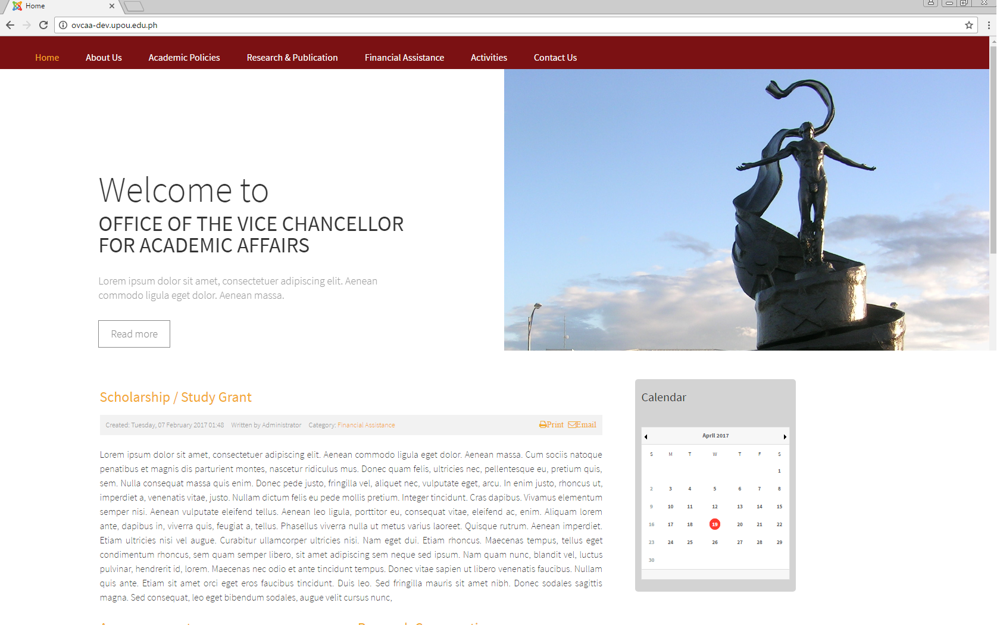 Home
ovcaa-dev.upou.edu.ph
Home About Us Academic Policies Research & Publication Financial Assistance Activities Contact Us
Welcome to
OFFICE OF THE VICE CHANCELLOR
FOR ACADEMIC AFFAIRS
Lorem ipsum dolor sit amet, consectetuer adipiscing elit. Aenean
commodo ligula eget dolor. Aenean massa.
Read more
Scholarship / Study Grant
Created: Tuesday, 07 February 2017 01:48 Written by Administrator Category: Financial Assistance Print Email
Lorem ipsum dolor sit amet, consectetuer adipiscing elit. Aenean commodo ligula eget dolor. Aenean massa. Cum sociis natoque
penatibus et magnis dis parturient montes, nascetur ridiculus mus. Donec quam felis, ultricies nec, pellentesque eu, pretium quis,
sem. Nulla consequat massa quis enim. Donec pede justo, fringilla vel, aliquet nec, vulputate eget, arcu. In enim justo, rhoncus ut,
imperdiet a, venenatis vitae, justo. Nullam dictum felis eu pede mollis pretium. Integer tincidunt. Cras dapibus. Vivamus elementum
semper nisi. Aenean vulputate eleifend tellus. Aenean leo ligula, porttitor eu, consequat vitae, eleifend ac, enim. Aliquam lorem
ante, dapibus in, viverra quis, feugiat a, tellus. Phasellus viverra nulla ut metus varius laoreet. Quisque rutrum. Aenean imperdiet.
Etiam ultricies nisi vel augue. Curabitur ullamcorper ultricies nisi. Nam eget dui. Etiam rhoncus. Maecenas tempus, tellus eget
condimentum rhoncus, sem quam semper libero, sit amet adipiscing sem neque sed ipsum. Nam quam nunc, blandit vel, luctus
pulvinar, hendrerit id, lorem. Maecenas nec odio et ante tincidunt tempus. Donec vitae sapien ut libero venenatis faucibus. Nullam
quis ante. Etiam sit amet orci eget eros faucibus tincidunt. Duis leo. Sed fringilla mauris sit amet nibh. Donec sodales sagittis
magna. Sed consequat, leo eget bibendum sodales, augue velit cursus nunc,
Calendar
April 2017
S M T W T F S
1
2 3 4 5 6 7 8
9 10 11 12 13 14 15
16 17 18 19 20 21 22
23 24 25 26 27 28 29
30